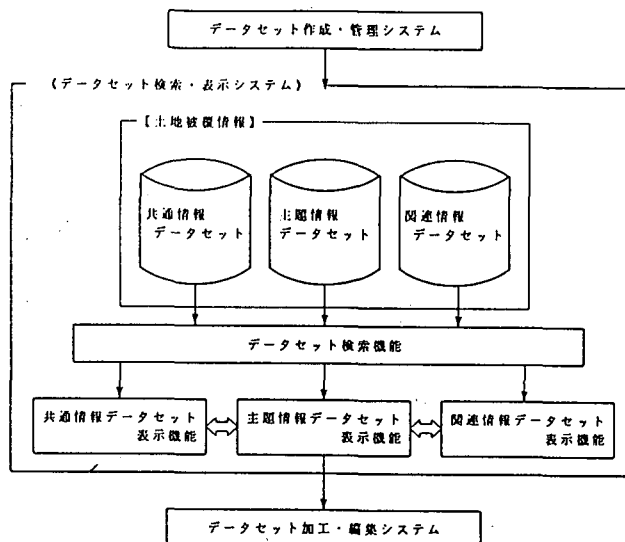 データセット作成・管理システム
(データセット検索・表示システム)
【土地被覆情報】
共通情報
データセット
主題情報
データセット
関連情報
データセット
データセット検索機能
共通情報データセット
表示機能
主題情報データセット
表示機能
関連情報データセット
表示機能
データセット加工・編集システム